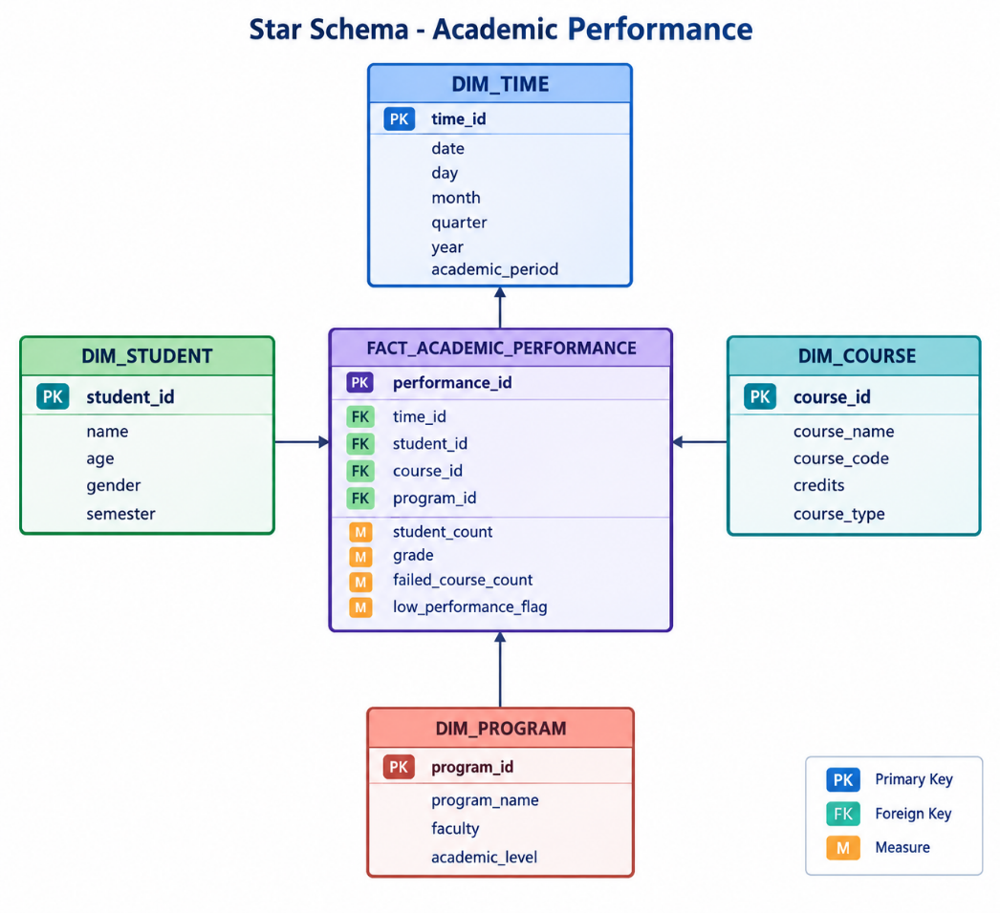 Star Schema - Academic Performance
DIM_TIME
PK time_id
date
day
month
quarter
year
academic_period
DIM_STUDENT
PK student_id
name
age
gender
semester
FACT_ACADEMIC_PERFORMANCE
PK performance_id
FK time_id
FK student_id
FK course_id
FK program_id
M student_count
M grade
M failed_course_count
M low_performance_flag
DIM_COURSE
PK course_id
course_name
course_code
credits
course_type
DIM_PROGRAM
PK program_id
program_name
faculty
academic_level
PK Primary Key
FK Foreign Key
M Measure